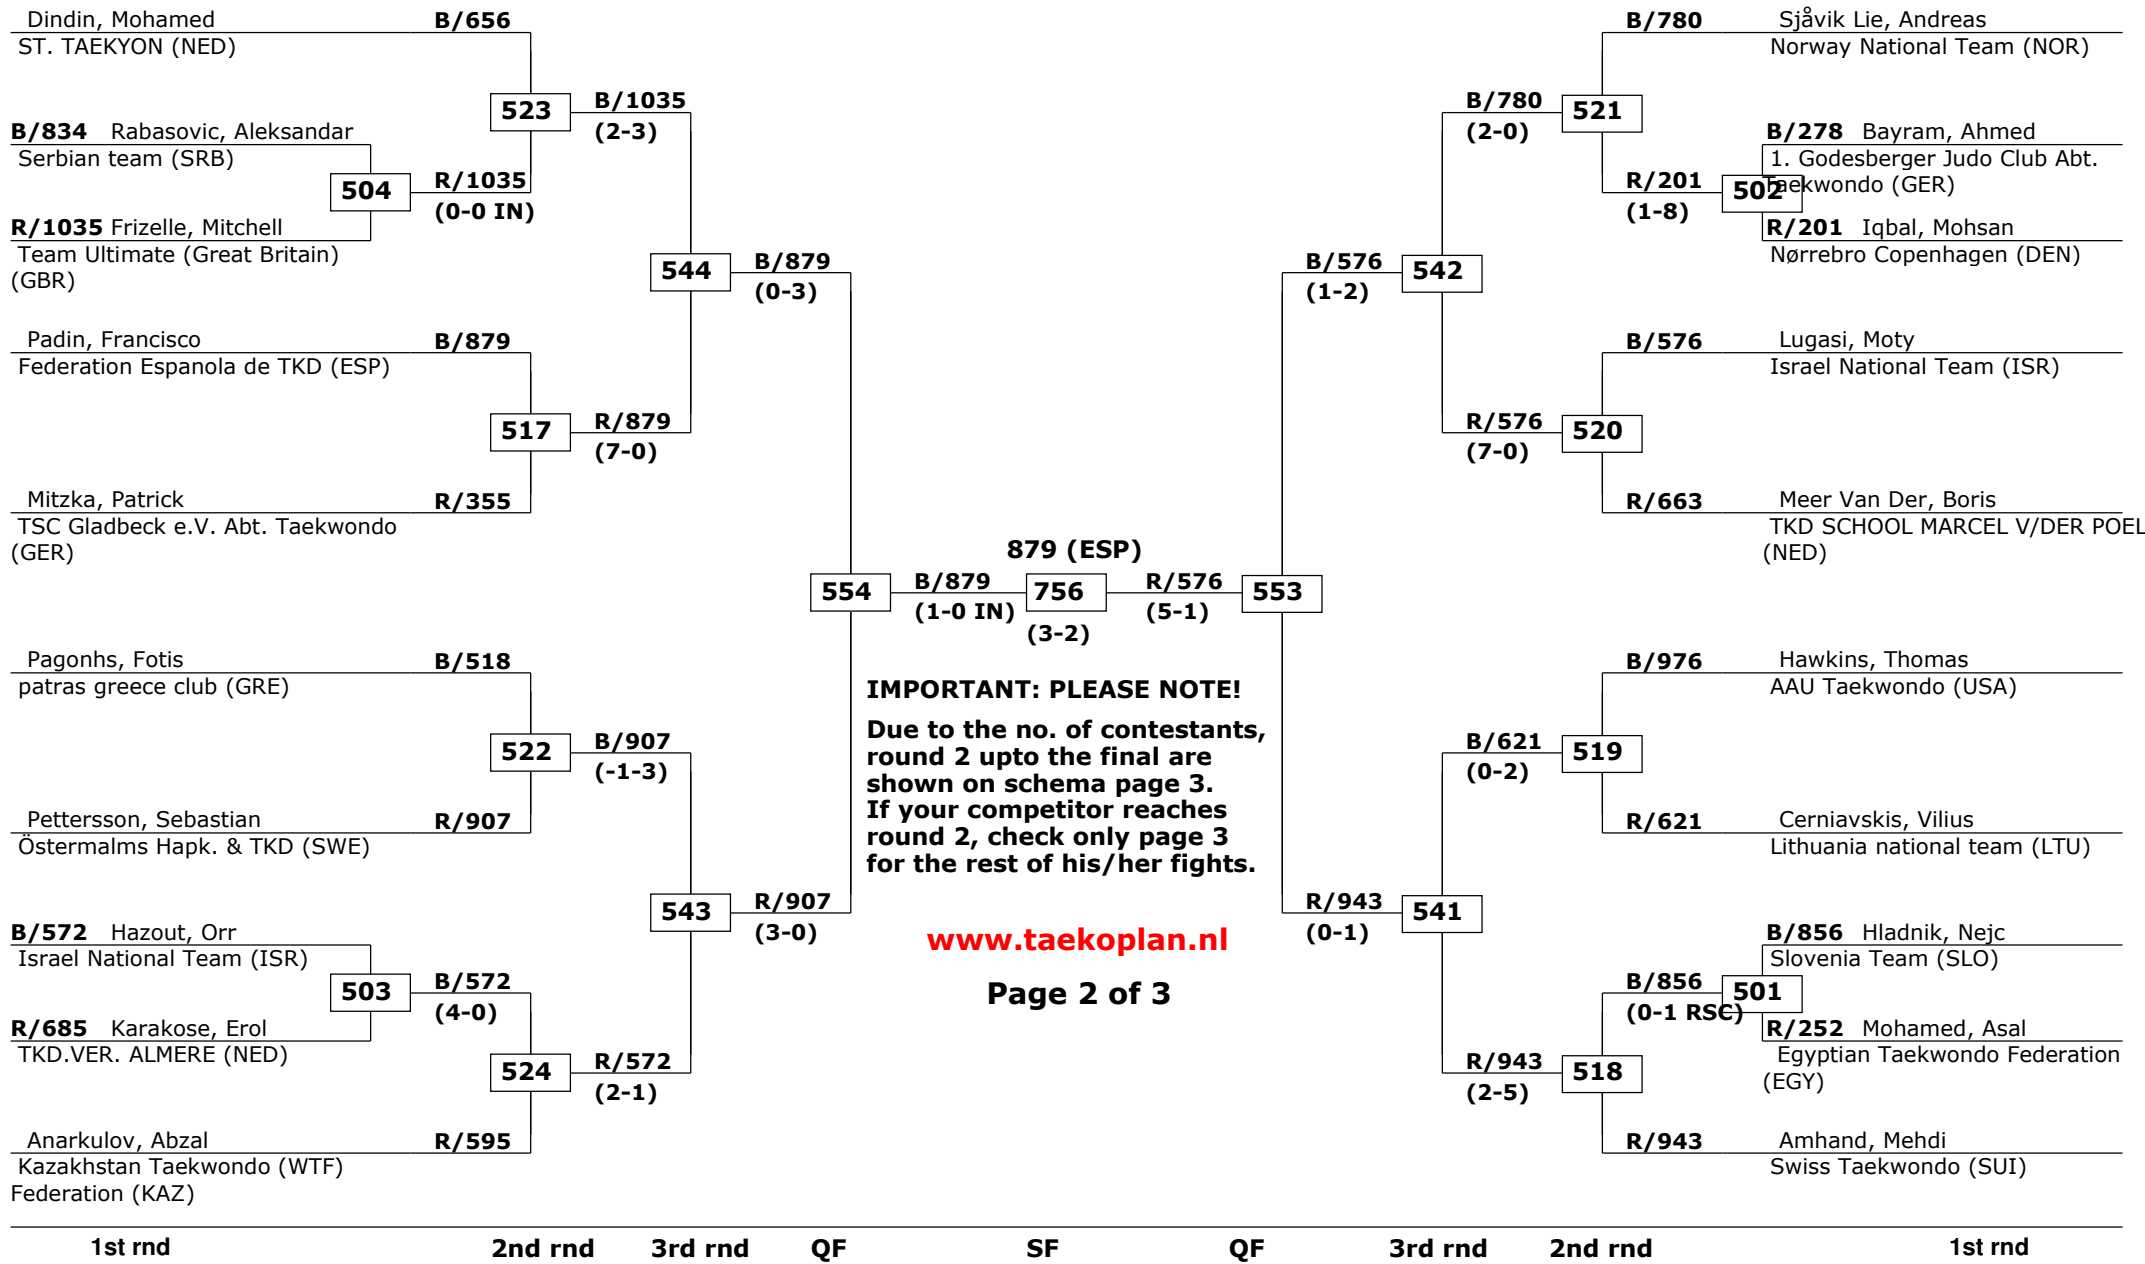 Dindin, Mohamed
B/656
ST. TAEKYON (NED)
523
B/1035
(2-3)
B/834 Rabasovic, Aleksandar
Serbian team (SRB)
504
R/1035
(0-0 IN)
R/1035 Frizelle, Mitchell
Team Ultimate (Great Britain)
(GBR)
544
B/879
(0-3)
Padin, Francisco
B/879
Federation Espanola de TKD (ESP)
517
R/879
(7-0)
Mitzka, Patrick
R/355
TSC Gladbeck e.V. Abt. Taekwondo
(GER)
554
B/879
(1-0 IN)
Pagonhs, Fotis
B/518
patras greece club (GRE)
522
B/907
(-1-3)
Pettersson, Sebastian
R/907
Östermalms Hapk. & TKD (SWE)
543
R/907
(3-0)
B/572 Hazout, Orr
Israel National Team (ISR)
503
B/572
(4-0)
R/685 Karakose, Erol
TKD.VER. ALMERE (NED)
524
R/572
(2-1)
Anarkulov, Abzal
R/595
Kazakhstan Taekwondo (WTF)
Federation (KAZ)
879 (ESP)
756
(3-2)
IMPORTANT: PLEASE NOTE!
Due to the no. of contestants,
round 2 upto the final are
shown on schema page 3.
If your competitor reaches
round 2, check only page 3
for the rest of his/her fights.
www.taekoplan.nl
Page 2 of 3
B/780
Sjåvik Lie, Andreas
Norway National Team (NOR)
B/780
(2-0)
521
B/278 Bayram, Ahmed
1. Godesberger Judo Club Abt.
Taekwondo (GER)
R/201
(1-8)
502
R/201 Iqbal, Mohsan
Nørrebro Copenhagen (DEN)
B/576
(1-2)
542
B/576
Lugasi, Moty
Israel National Team (ISR)
R/576
(7-0)
520
R/663
Meer Van Der, Boris
TKD SCHOOL MARCEL V/DER POEL
(NED)
R/576
(5-1)
553
B/976
Hawkins, Thomas
AAU Taekwondo (USA)
B/621
(0-2)
519
R/621
Cerniavskis, Vilius
Lithuania national team (LTU)
R/943
(0-1)
541
B/856 Hladnik, Nejc
Slovenia Team (SLO)
B/856
(0-1 RSC)
501
R/252 Mohamed, Asal
Egyptian Taekwondo Federation
(EGY)
R/943
(2-5)
518
R/943
Amhand, Mehdi
Swiss Taekwondo (SUI)
1st rnd 2nd rnd 3rd rnd QF SF QF 3rd rnd 2nd rnd 1st rnd